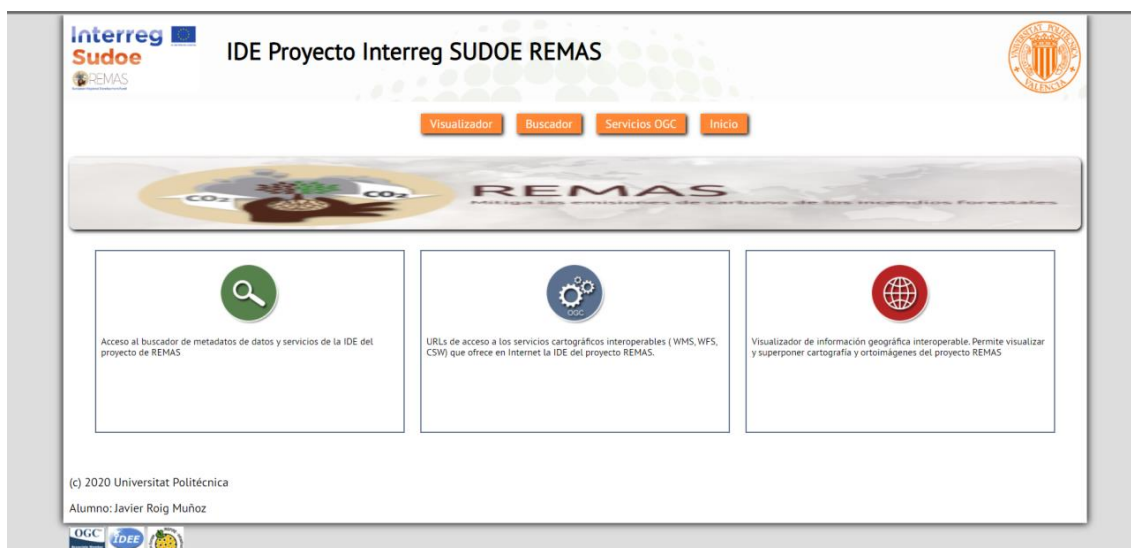 Interreg
Sudoe
REMAS
IDE Proyecto Interreg SUDOE REMAS
Visualizador
Buscador
Servicios OGC
Inicio
CO2
CO2
REMAS
Mitiga las emisiones de carbono de los incendios forestales
OGC
Acceso al buscador de metadatos de datos y servicios de la IDE del
proyecto de REMAS
URLs de acceso a los servicios cartográficos interoperables ( WMS, WFS,
CSW) que ofrece en Internet la IDE del proyecto REMAS.
Visualizador de información geográfica interoperable. Permite visualizar
y superponer cartografía y ortoimágenes del proyecto REMAS
(c) 2020 Universitat Politécnica
Alumno: Javier Roig Muñoz
OGC
IDEE